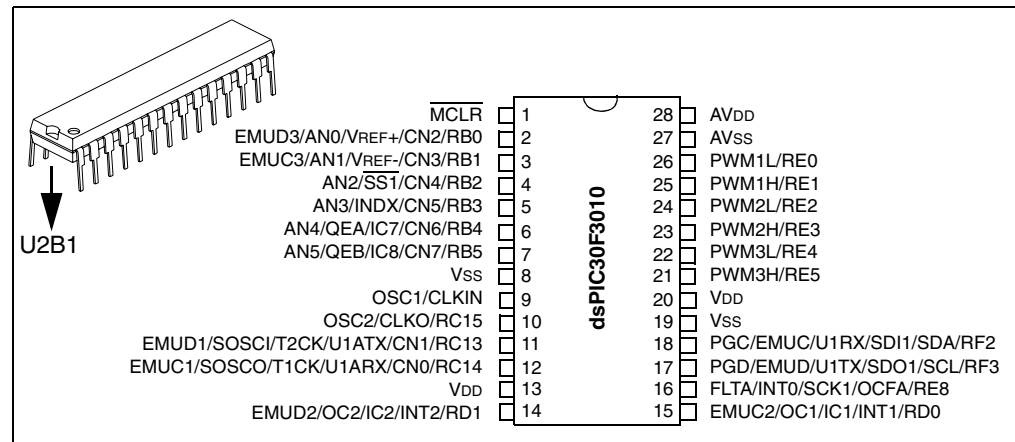 U2B1
MCLR 1
EMUD3/AN0/VREF+/CN2/RB0 2
EMUC3/AN1/VREF-/CN3/RB1 3
AN2/SS1/CN4/RB2 4
AN3/INDX/CN5/RB3 5
AN4/QEA/IC7/CN6/RB4 6
AN5/QEB/IC8/CN7/RB5 7
VSS 8
OSC1/CLKIN 9
OSC2/CLKO/RC15 10
EMUD1/SOSCI/T2CK/U1ATX/CN1/RC13 11
EMUC1/SOSCO/T1CK/U1ARX/CN0/RC14 12
VDD 13
EMUD2/OC2/IC2/INT2/RD1 14
dsPIC30F3010
28 AVDD
27 AVSS
26 PWM1L/RE0
25 PWM1H/RE1
24 PWM2L/RE2
23 PWM2H/RE3
22 PWM3L/RE4
21 PWM3H/RE5
20 VDD
19 VSS
18 PGC/EMUC/U1RX/SDI1/SDA/RF2
17 PGD/EMUD/U1TX/SDO1/SCL/RF3
16 FLTA/INT0/SCK1/OCFA/RE8
15 EMUC2/OC1/IC1/INT1/RD0